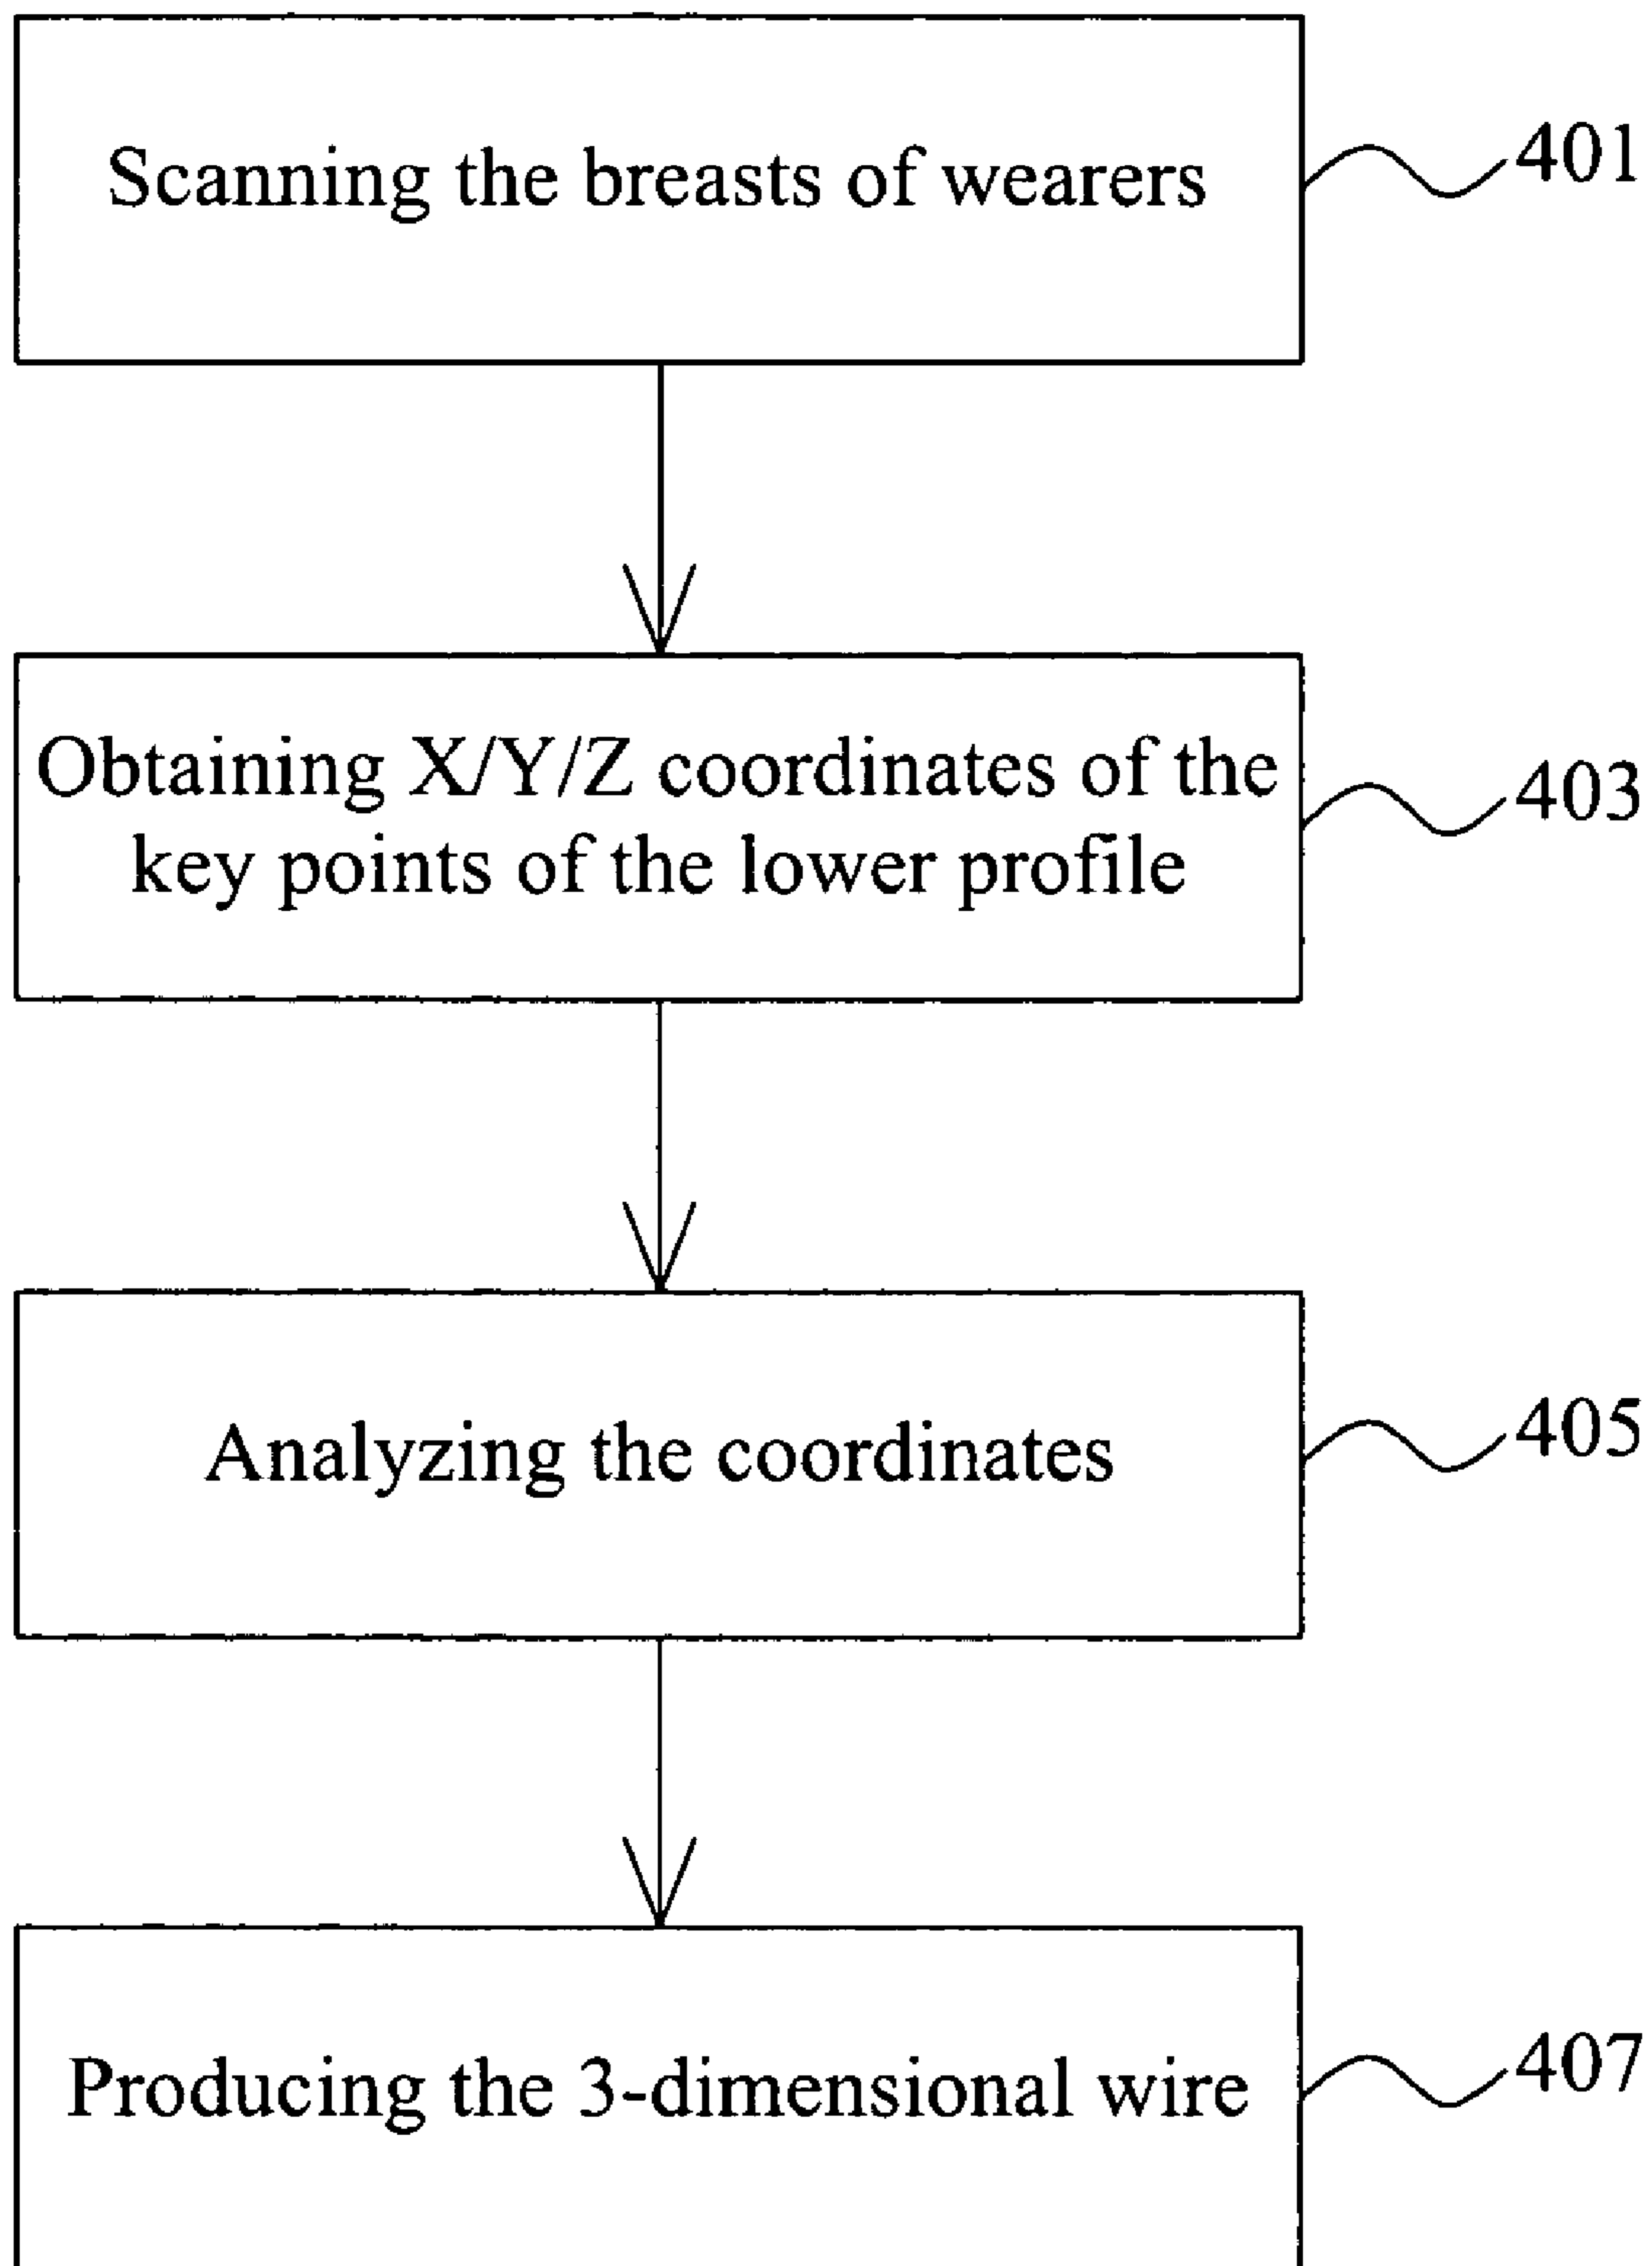 Scanning the breasts of wearers
401
Obtaining X/Y/Z coordinates of the
key points of the lower profile
403
Analyzing the coordinates
405
Producing the 3-dimensional wire
407